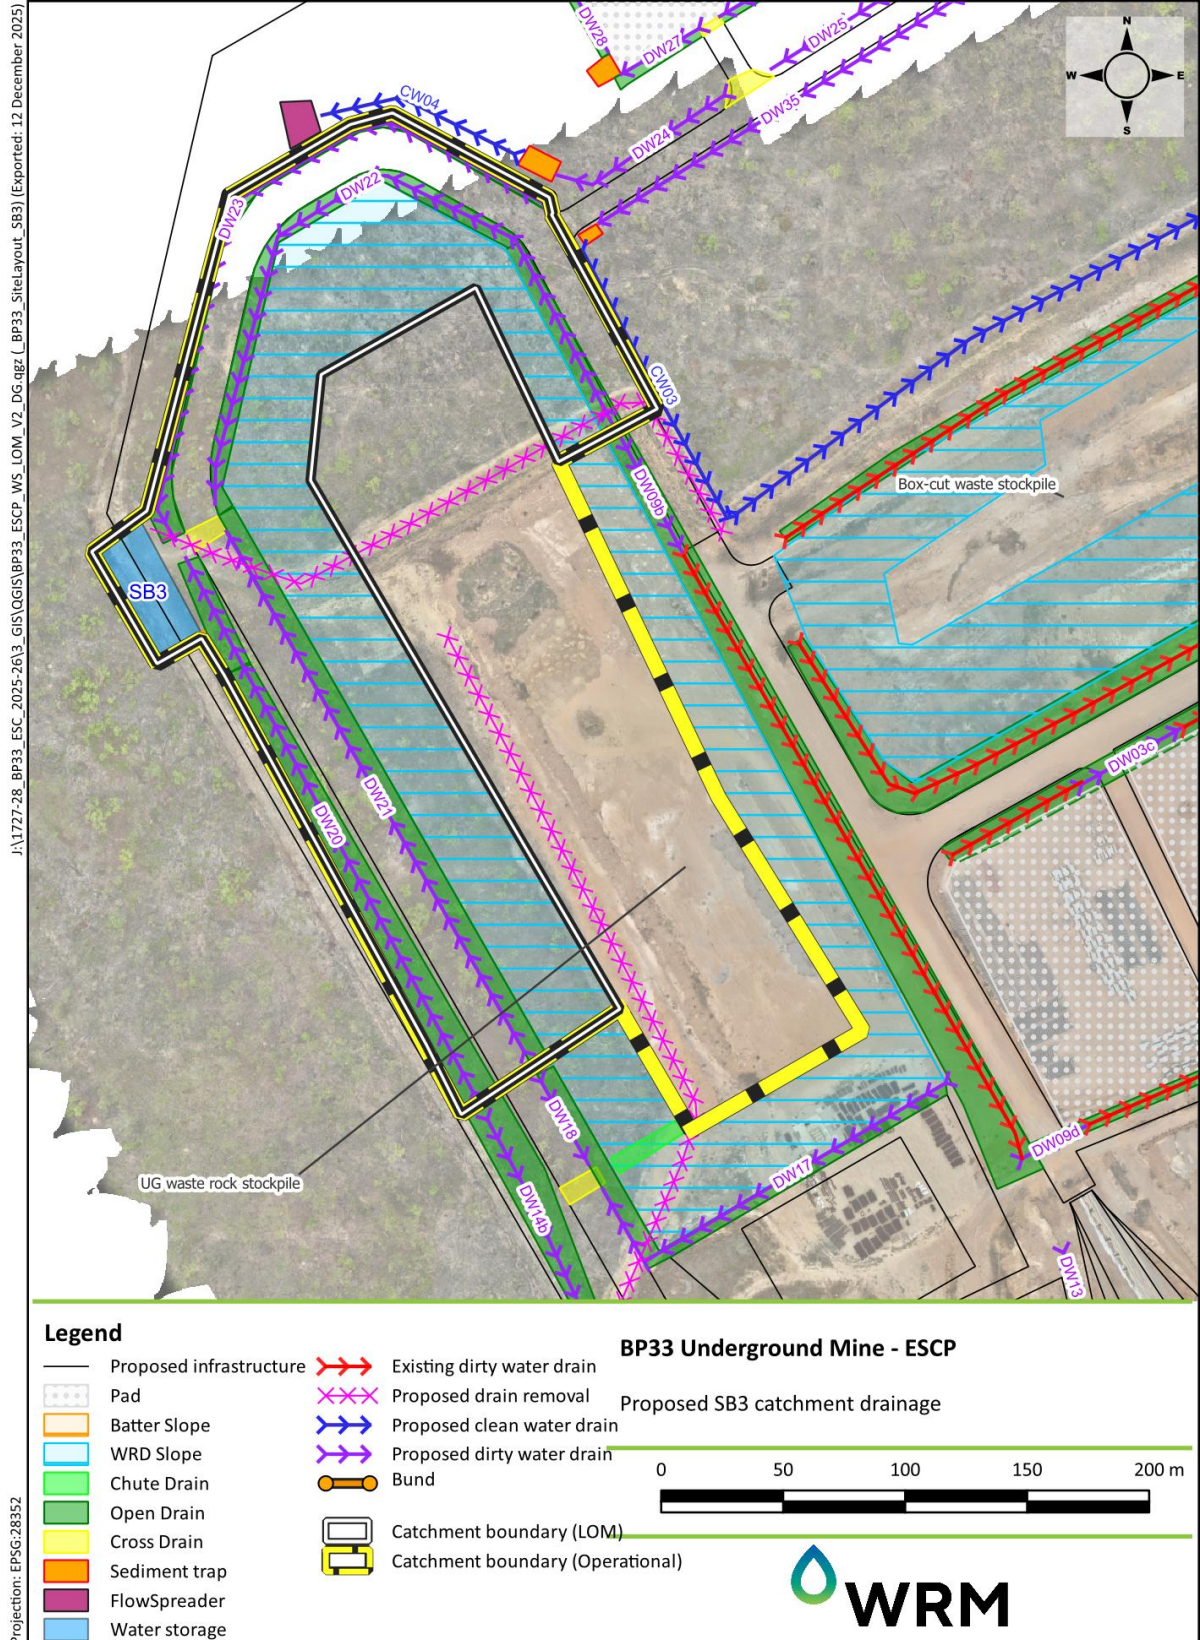 J:\1727-28_BP33_ESC_2025-26\3_GIS\QGIS\BP33_ESCP_WS_LOM_V2_DG.qgz (_BP33_SiteLayout_SB3) (Exported: 12 December 2025)
Projection: EPSG:28352
N
W E
S
DW28
DW27
DW25
CW04
DW24
DW35
DW22
DW23
CW03
DW09b
Box-cut waste stockpile
SB3
DW03c
DW21
DW20
DW18
DW09d
DW17
UG waste rock stockpile
DW14b
DW13
Legend
Proposed infrastructure
Pad
Batter Slope
WRD Slope
Chute Drain
Open Drain
Cross Drain
Sediment trap
FlowSpreader
Water storage
Existing dirty water drain
Proposed drain removal
Proposed clean water drain
Proposed dirty water drain
Bund
Catchment boundary (LOM)
Catchment boundary (Operational)
BP33 Underground Mine - ESCP
Proposed SB3 catchment drainage
0 50 100 150 200 m
WRM